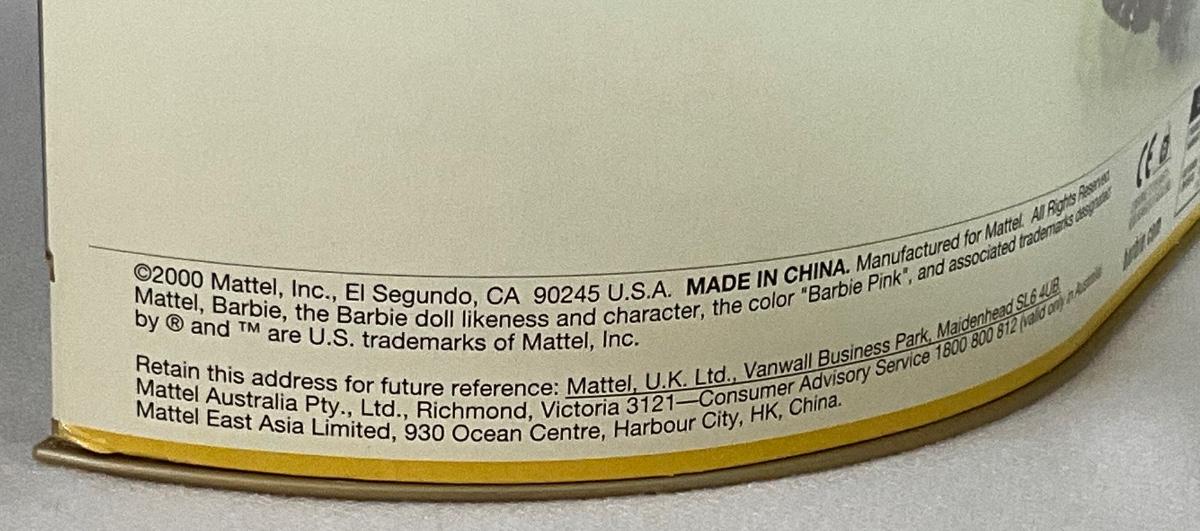 ©2000 Mattel, Inc., El Segundo, CA 90245 U.S.A. MADE IN CHINA. Manufactured for Mattel. All Rights Reserved.
Mattel, Barbie, the Barbie doll likeness and character, the color "Barbie Pink", and associated trademarks designated
by ® and ™ are U.S. trademarks of Mattel, Inc.
Retain this address for future reference: Mattel, U.K. Ltd., Vanwall Business Park, Maidenhead SL6 4UB.
Mattel Australia Pty., Ltd., Richmond, Victoria 3121—Consumer Advisory Service 1800 800 812 (valid only in Australia).
Mattel East Asia Limited, 930 Ocean Centre, Harbour City, HK, China.
CE